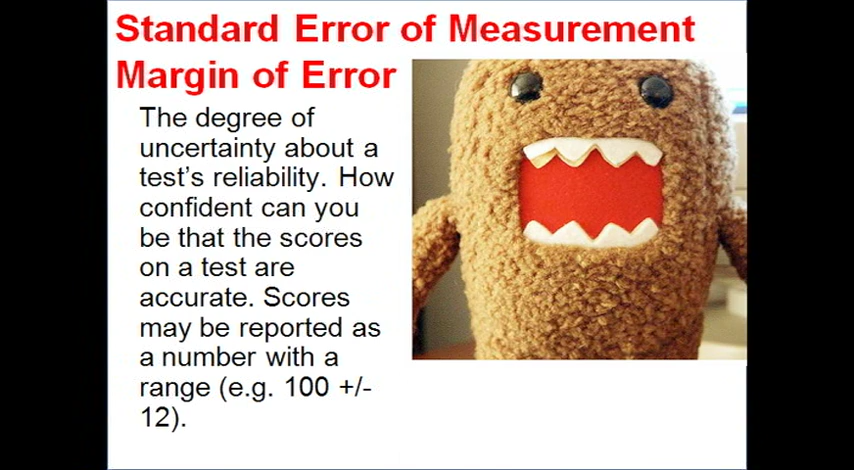 Standard Error of Measurement
Margin of Error
The degree of
uncertainty about a
test's reliability. How
confident can you
be that the scores
on a test are
accurate. Scores
may be reported as
a number with a
range (e.g. 100 +/-
12).